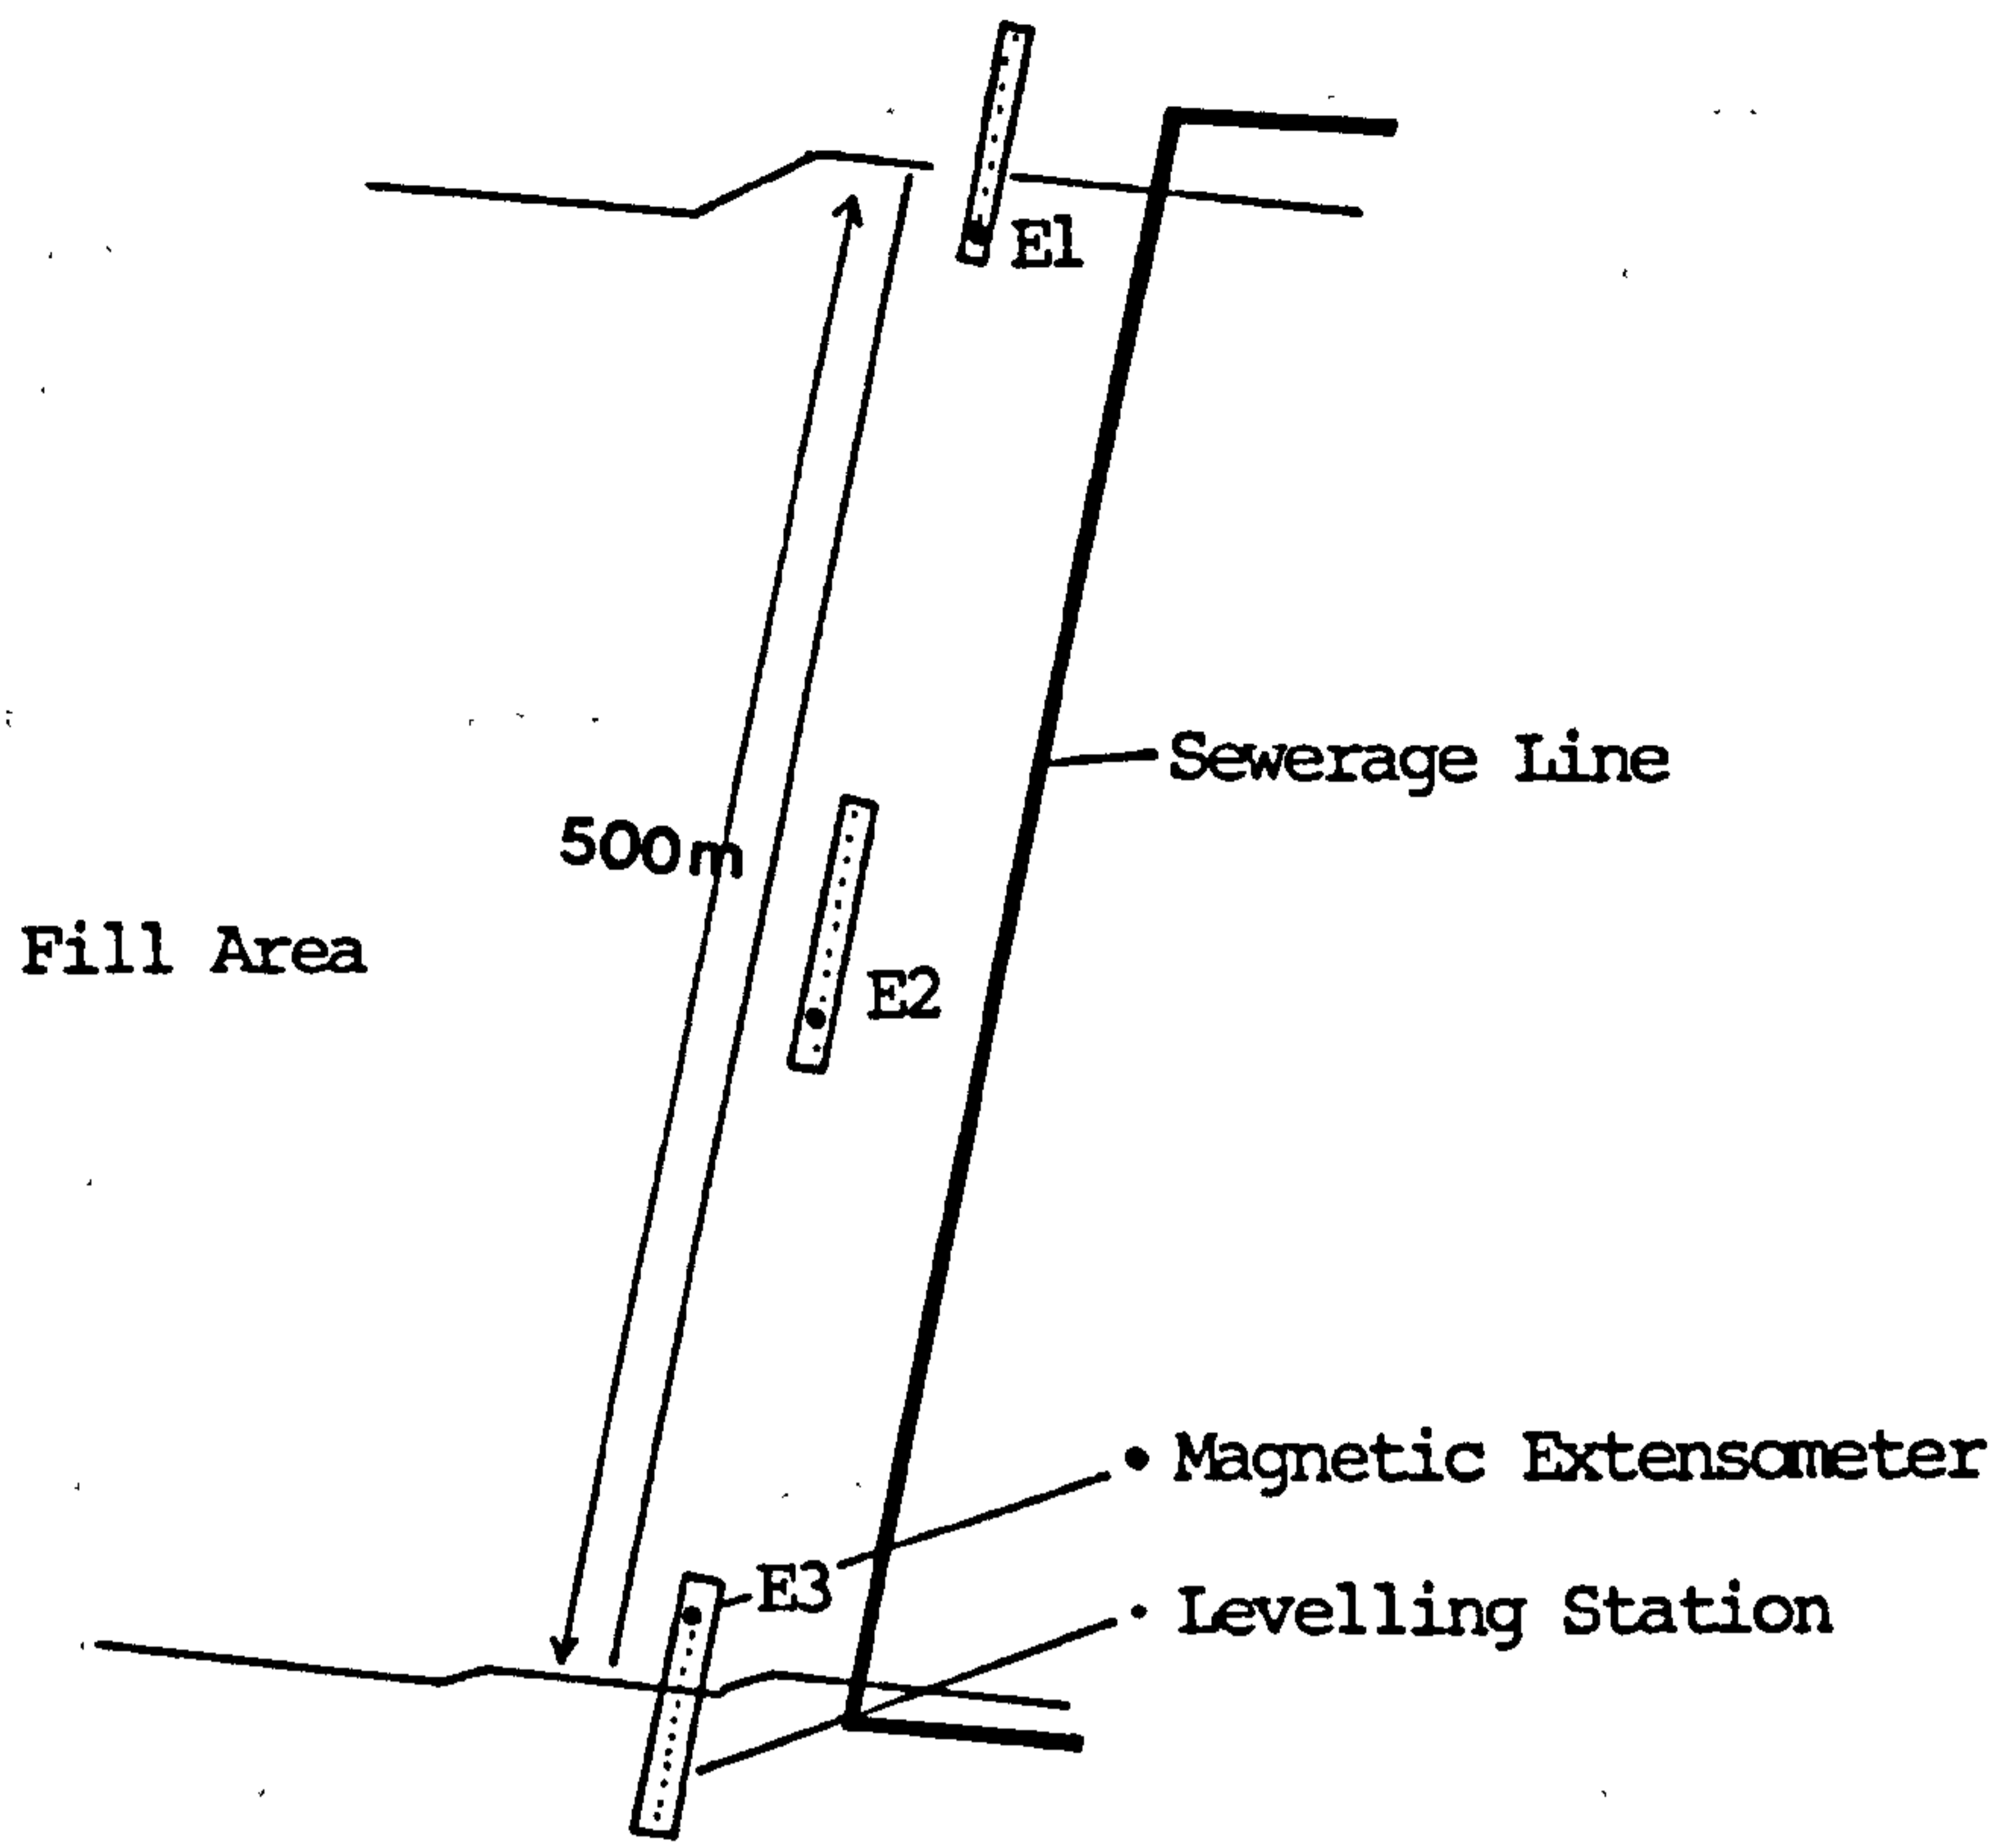 E1
Sewerage Line
500m
Fill Area
E2
• Magnetic Extensometer
E3
• Levelling Station